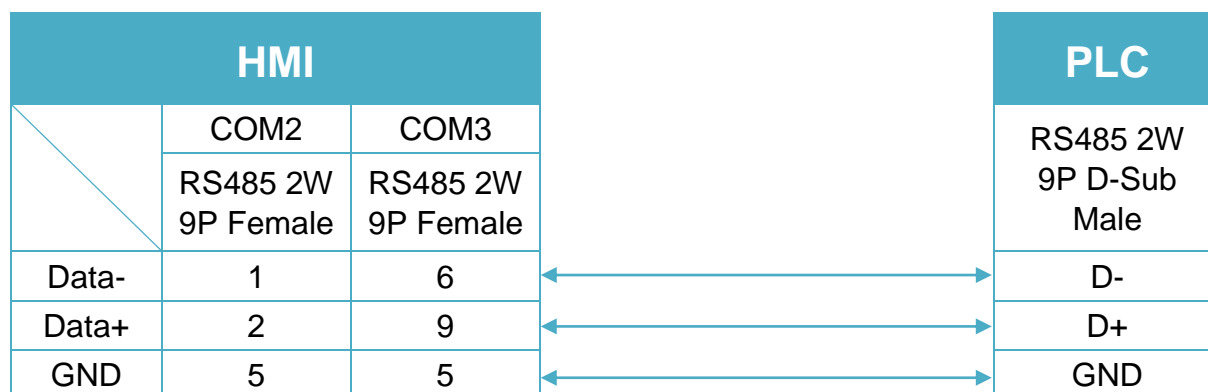 HMI
PLC
COM2 COM3
RS485 2W
9P Female
RS485 2W
9P Female
RS485 2W
9P D-Sub
Male
Data- 1 6 D-
Data+ 2 9 D+
GND 5 5 GND